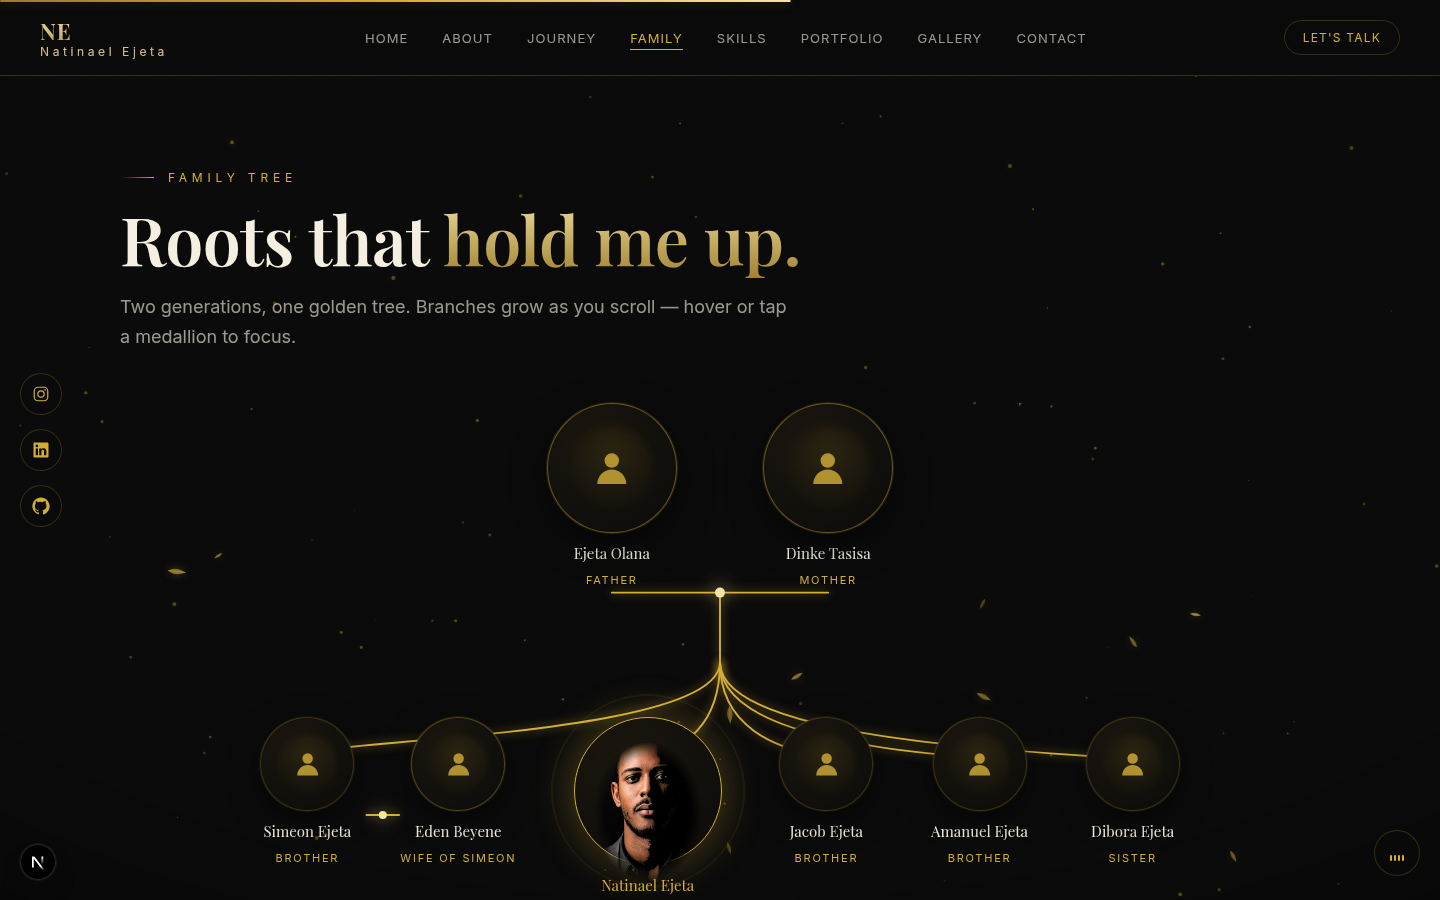 NE
Natinael Ejeta
HOME ABOUT JOURNEY FAMILY SKILLS PORTFOLIO GALLERY CONTACT
LET'S TALK
FAMILY TREE
Roots that hold me up.
Two generations, one golden tree. Branches grow as you scroll — hover or tap
a medallion to focus.
Ejeta Olana
FATHER
Dinke Tasisa
MOTHER
Simeon Ejeta
BROTHER
Eden Beyene
WIFE OF SIMEON
Natinael Ejeta
Jacob Ejeta
BROTHER
Amanuel Ejeta
BROTHER
Dibora Ejeta
SISTER